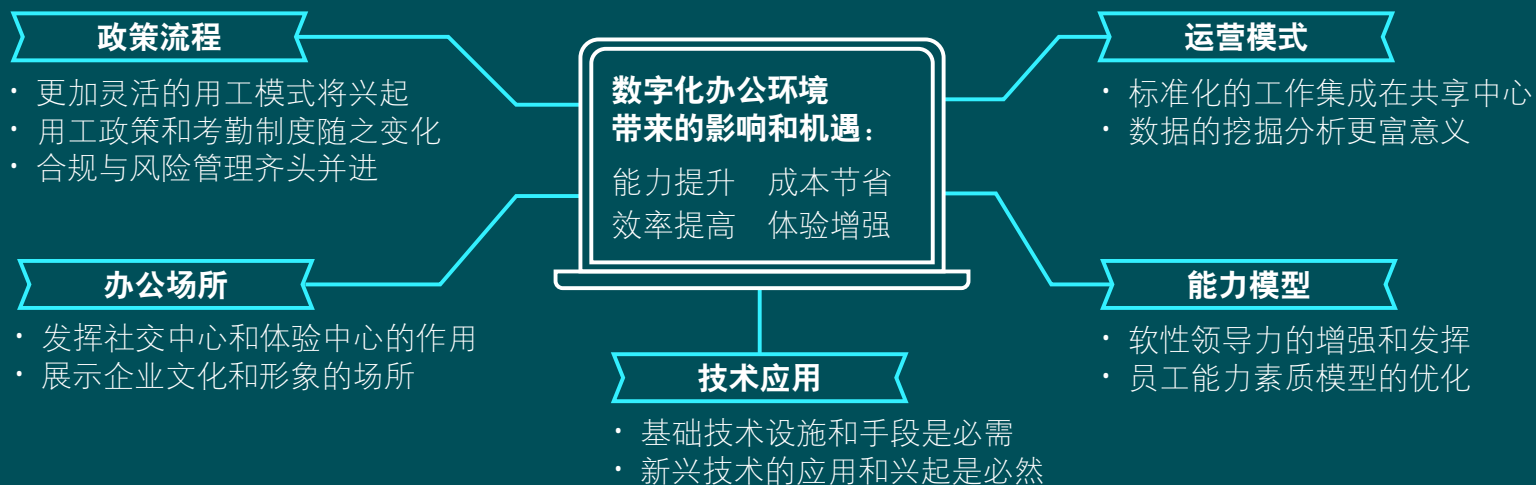 政策流程
· 更加灵活的用工模式将兴起
· 用工政策和考勤制度随之变化
· 合规与风险管理齐头并进
办公场所
· 发挥社交中心和体验中心的作用
· 展示企业文化和形象的场所
数字化办公环境
带来的影响和机遇：
能力提升 成本节省
效率提高 体验增强
技术应用
· 基础技术设施和手段是必需
· 新兴技术的应用和兴起是必然
运营模式
· 标准化的工作集成在共享中心
· 数据的挖掘分析更富意义
能力模型
· 软性领导力的增强和发挥
· 员工能力素质模型的优化